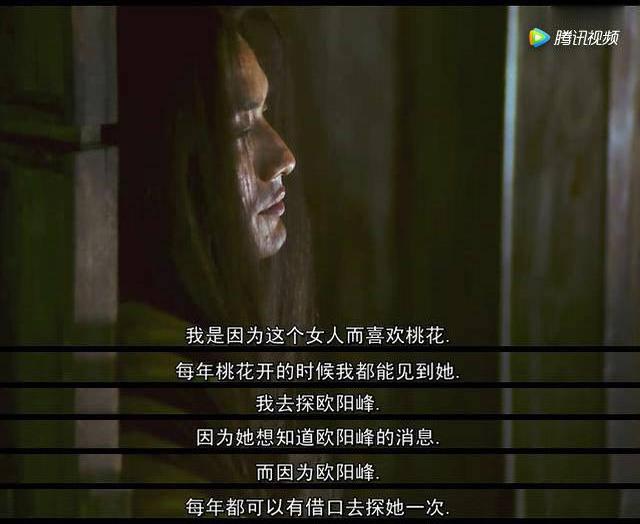 腾讯视频
我是因为这个女人而喜欢桃花.
每年桃花开的时候我都能见到她.
我去探欧阳峰.
因为她想知道欧阳峰的消息.
而因为欧阳峰.
每年都可以有借口去探她一次.